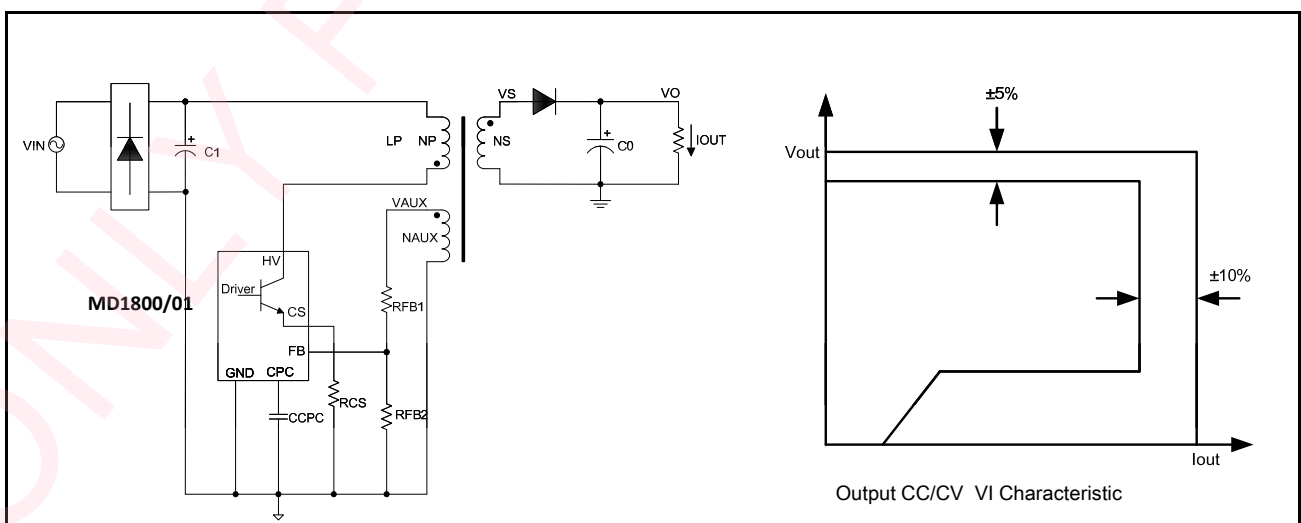 ONLY
VIN
C1
LP
NP
NS
VS
VO
C0
IOUT
VAUX
NAUX
HV
Driver
CS
MD1800/01
FB
GND
CPC
RFB1
RCS
CCPC
RFB2
±5%
Vout
±10%
Iout
Output CC/CV VI Characteristic